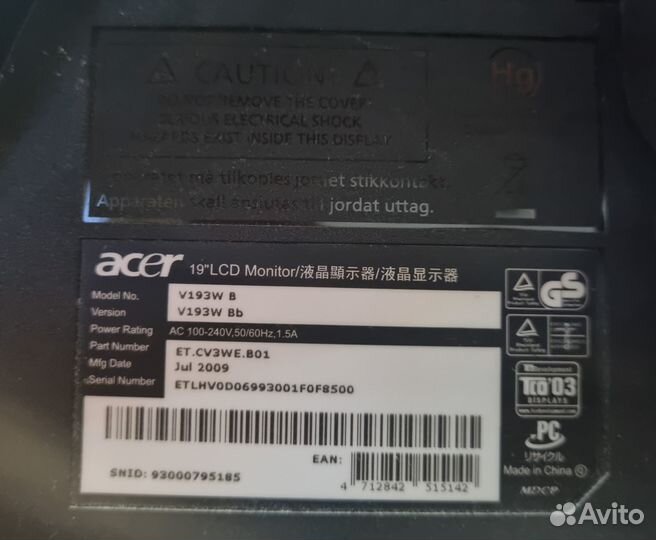 CAUTION!
Hg
DO NOT REMOVE THE COVER
SERIOUS ELECTRICAL SHOCK
HAZARDS EXIST INSIDE THIS DISPLAY
må tilkoples jordet stikkontakt.
Apparaten skall anslutas till jordat uttag.
acer 19"LCD Monitor/液晶顯示器/液晶显示器
Model No. V193W B
Version V193W Bb
Power Rating AC 100-240V,50/60Hz,1.5A
Part Number ET.CV3WE.B01
Mfg Date Jul 2009
Serial Number ETLHV0D06993001F0F8500
SNID: 93000795185
EAN:
4 712842 515142
GS
Development
TCO'03
DISPLAYS
PC
リサイクル
Made in China
MDCP
Avito